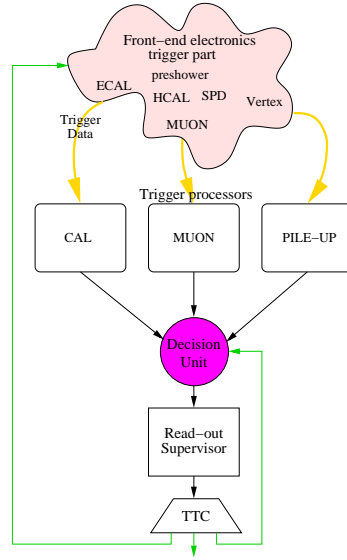 Front−end electronics
trigger part
preshower
ECAL
HCAL
SPD
Vertex
MUON
Trigger
Data
Trigger processors
CAL
MUON
PILE−UP
Decision
Unit
Read−out
Supervisor
TTC